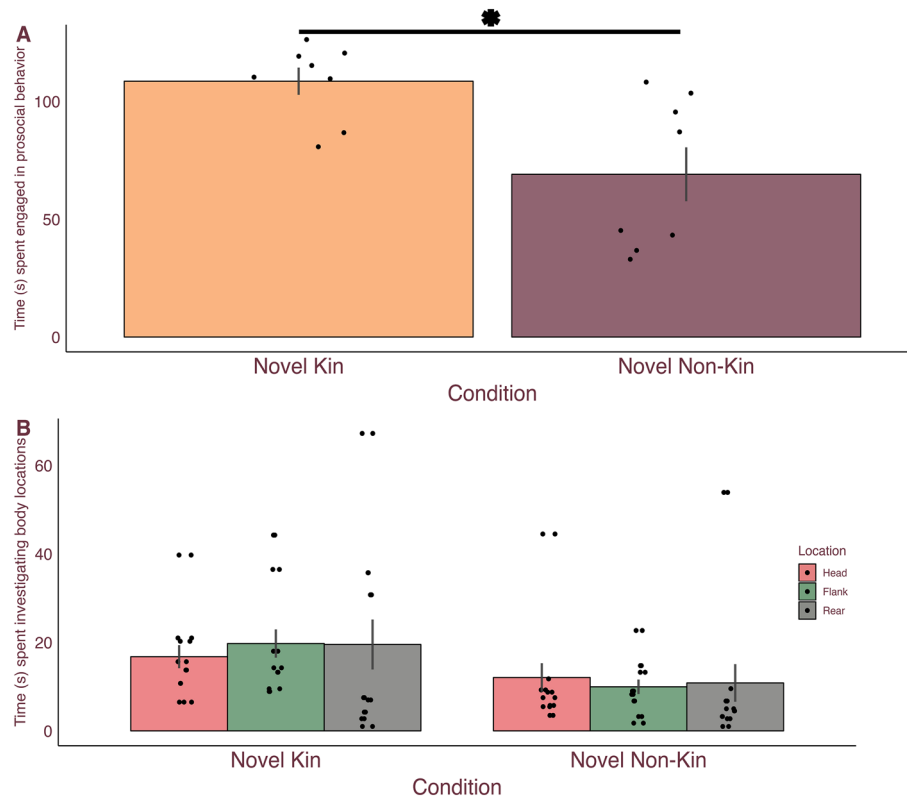 A
Time (s) spent engaged in prosocial behavior
100
50
0
Novel Kin
Novel Non-Kin
Condition
B
Time (s) spent investigating body locations
60
40
20
0
Location
Head
Flank
Rear
Novel Kin
Novel Non-Kin
Condition